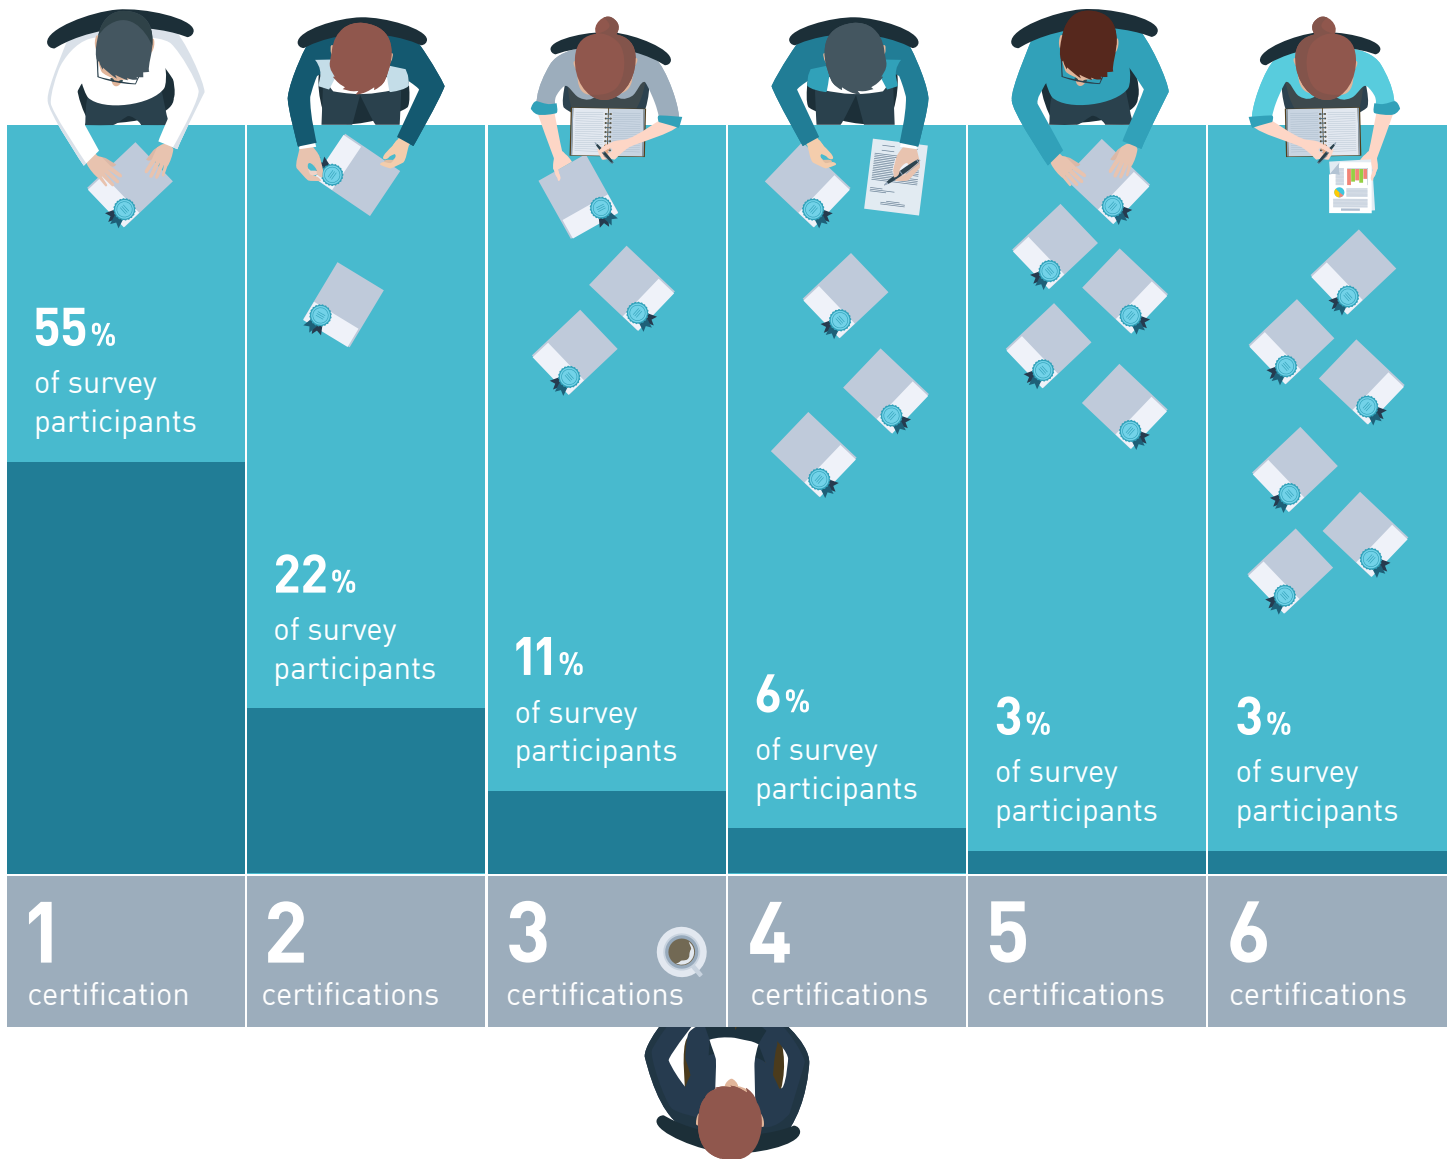 55%
of survey
participants
22%
of survey
participants
11%
of survey
participants
6%
of survey
participants
3%
of survey
participants
3%
of survey
participants
1
certification
2
certifications
3
certifications
4
certifications
5
certifications
6
certifications